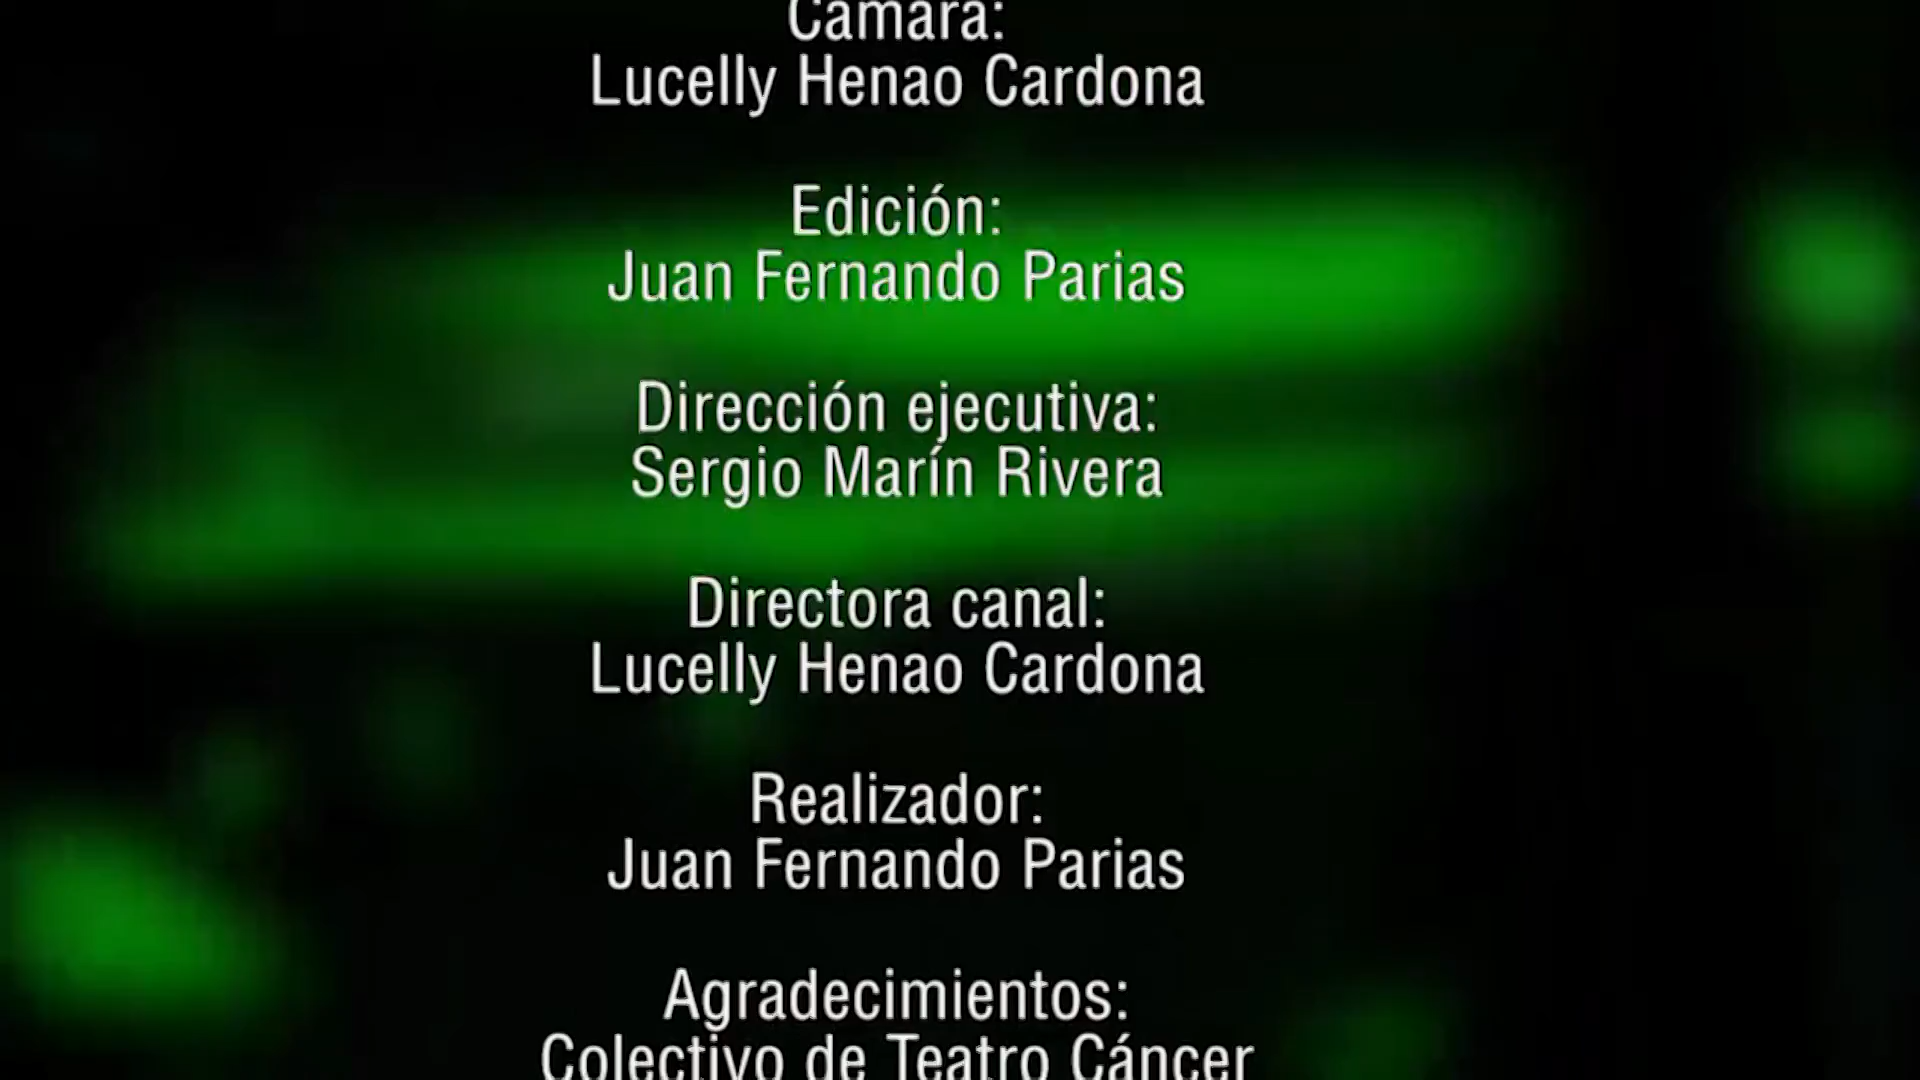 Cámara:
Lucelly Henao Cardona
Edición:
Juan Fernando Parias
Dirección ejecutiva:
Sergio Marín Rivera
Directora canal:
Lucelly Henao Cardona
Realizador:
Juan Fernando Parias
Agradecimientos:
Colectivo de Teatro Cáncer